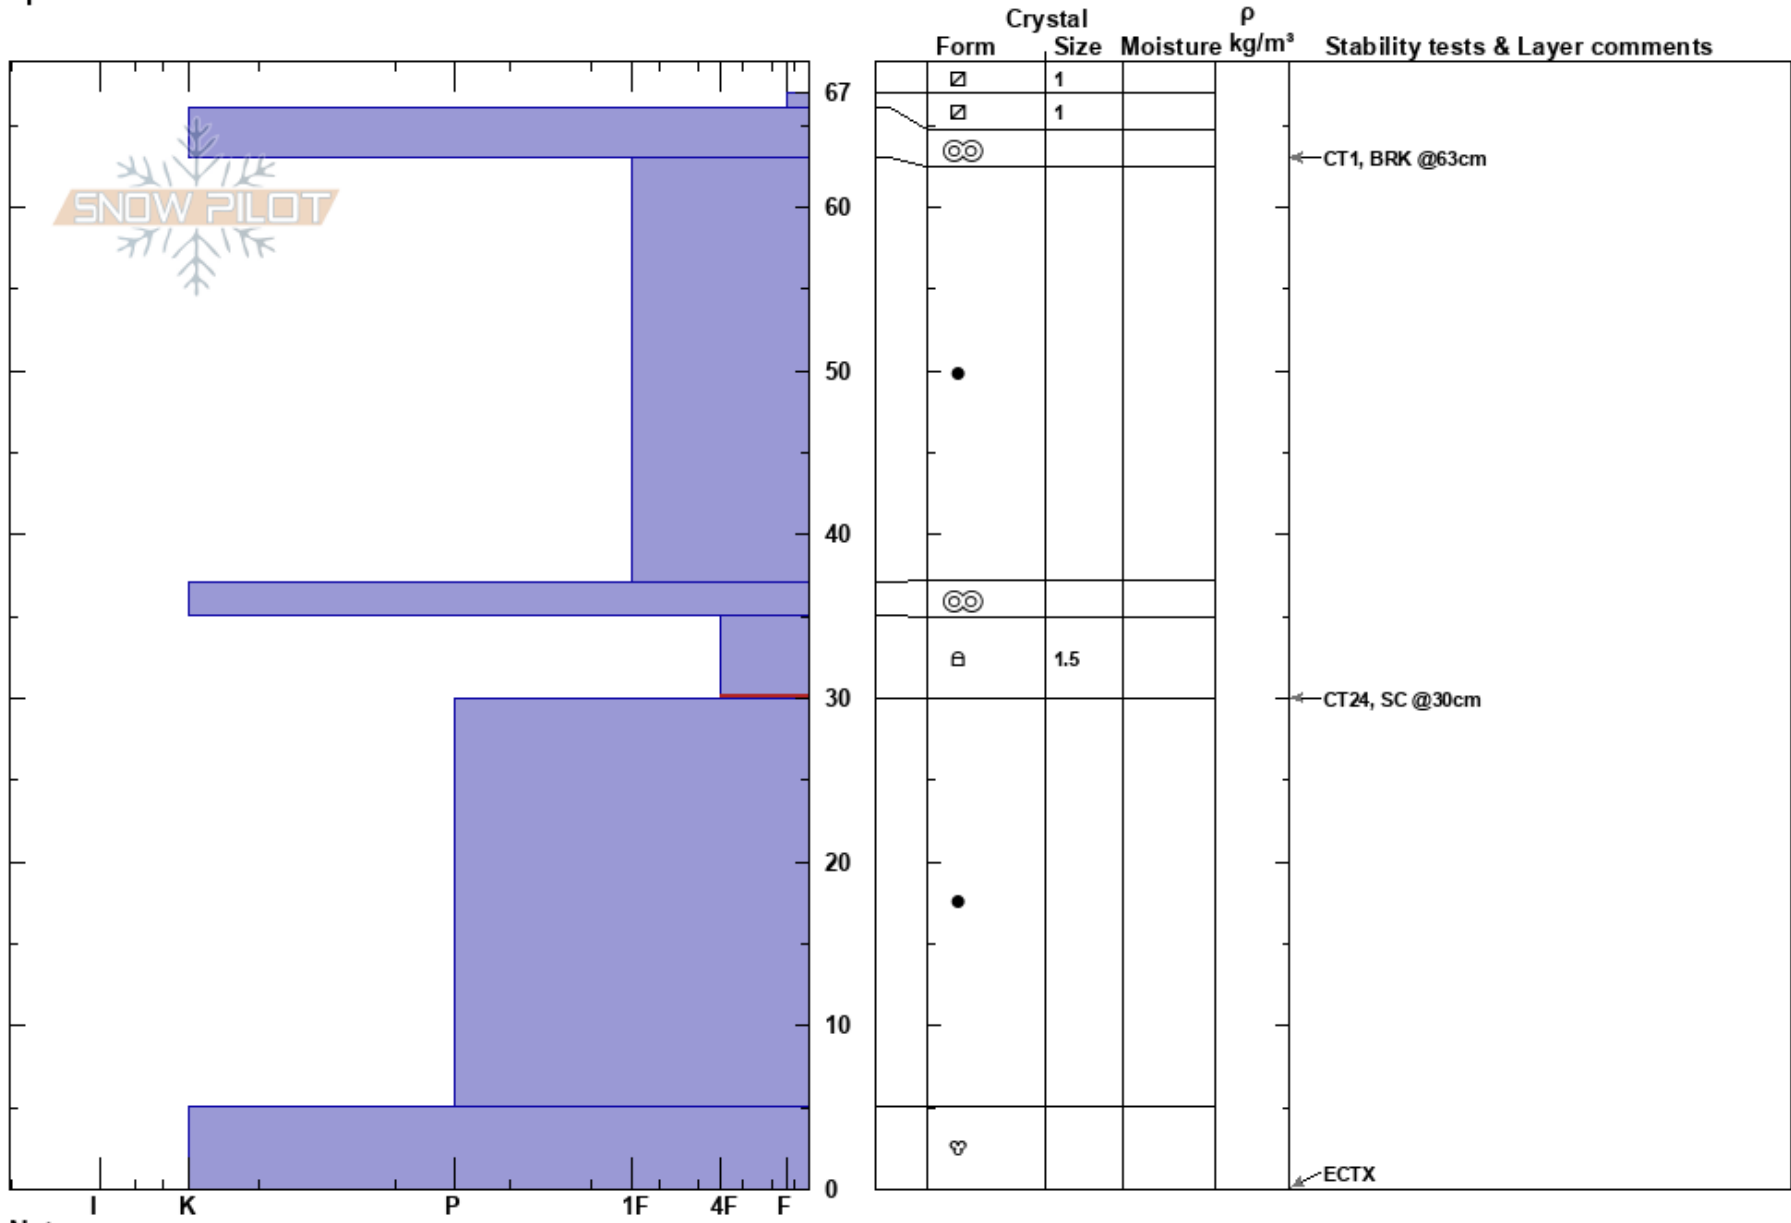 Crystal
ρ
Form Size Moisture kg/m³ Stability tests & Layer comments
1
67
1
CT1, BRK @63cm
SNOW PILOT
60
50
40
1.5
30
CT24, SC @30cm
20
10
ECTX
0
I K P 1F 4F F